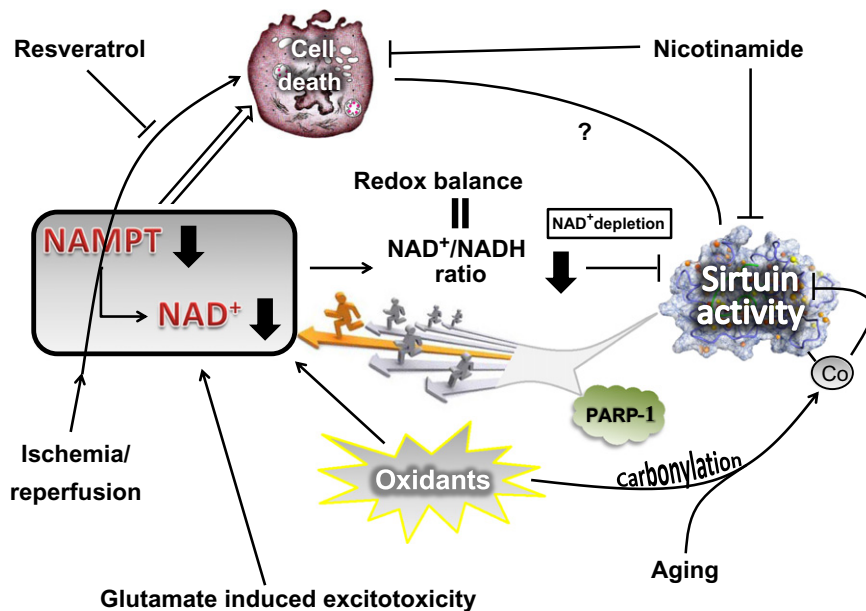 Resveratrol
Cell
death
Nicotinamide
?
Redox balance
NAD⁺/NADH
ratio
NAD⁺depletion
NAMPT
NAD⁺
Sirtuin
activity
Co
PARP-1
Ischemia/
reperfusion
Oxidants
Carbonylation
Aging
Glutamate induced excitotoxicity